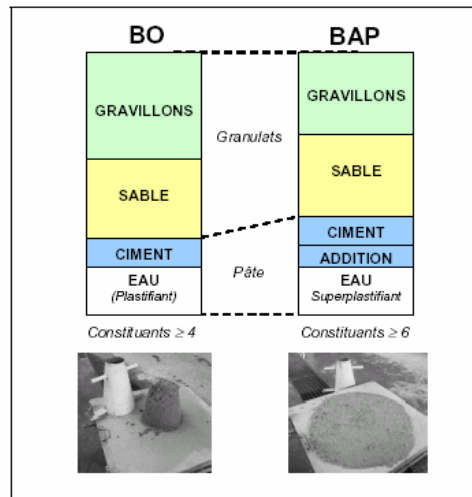 BO
BAP
GRAVILLONS
GRAVILLONS
Granulats
SABLE
SABLE
CIMENT
CIMENT
ADDITION
EAU
(Plastifiant)
Pâte
EAU
Superplastifiant
Constituants ≥ 4
Constituants ≥ 6